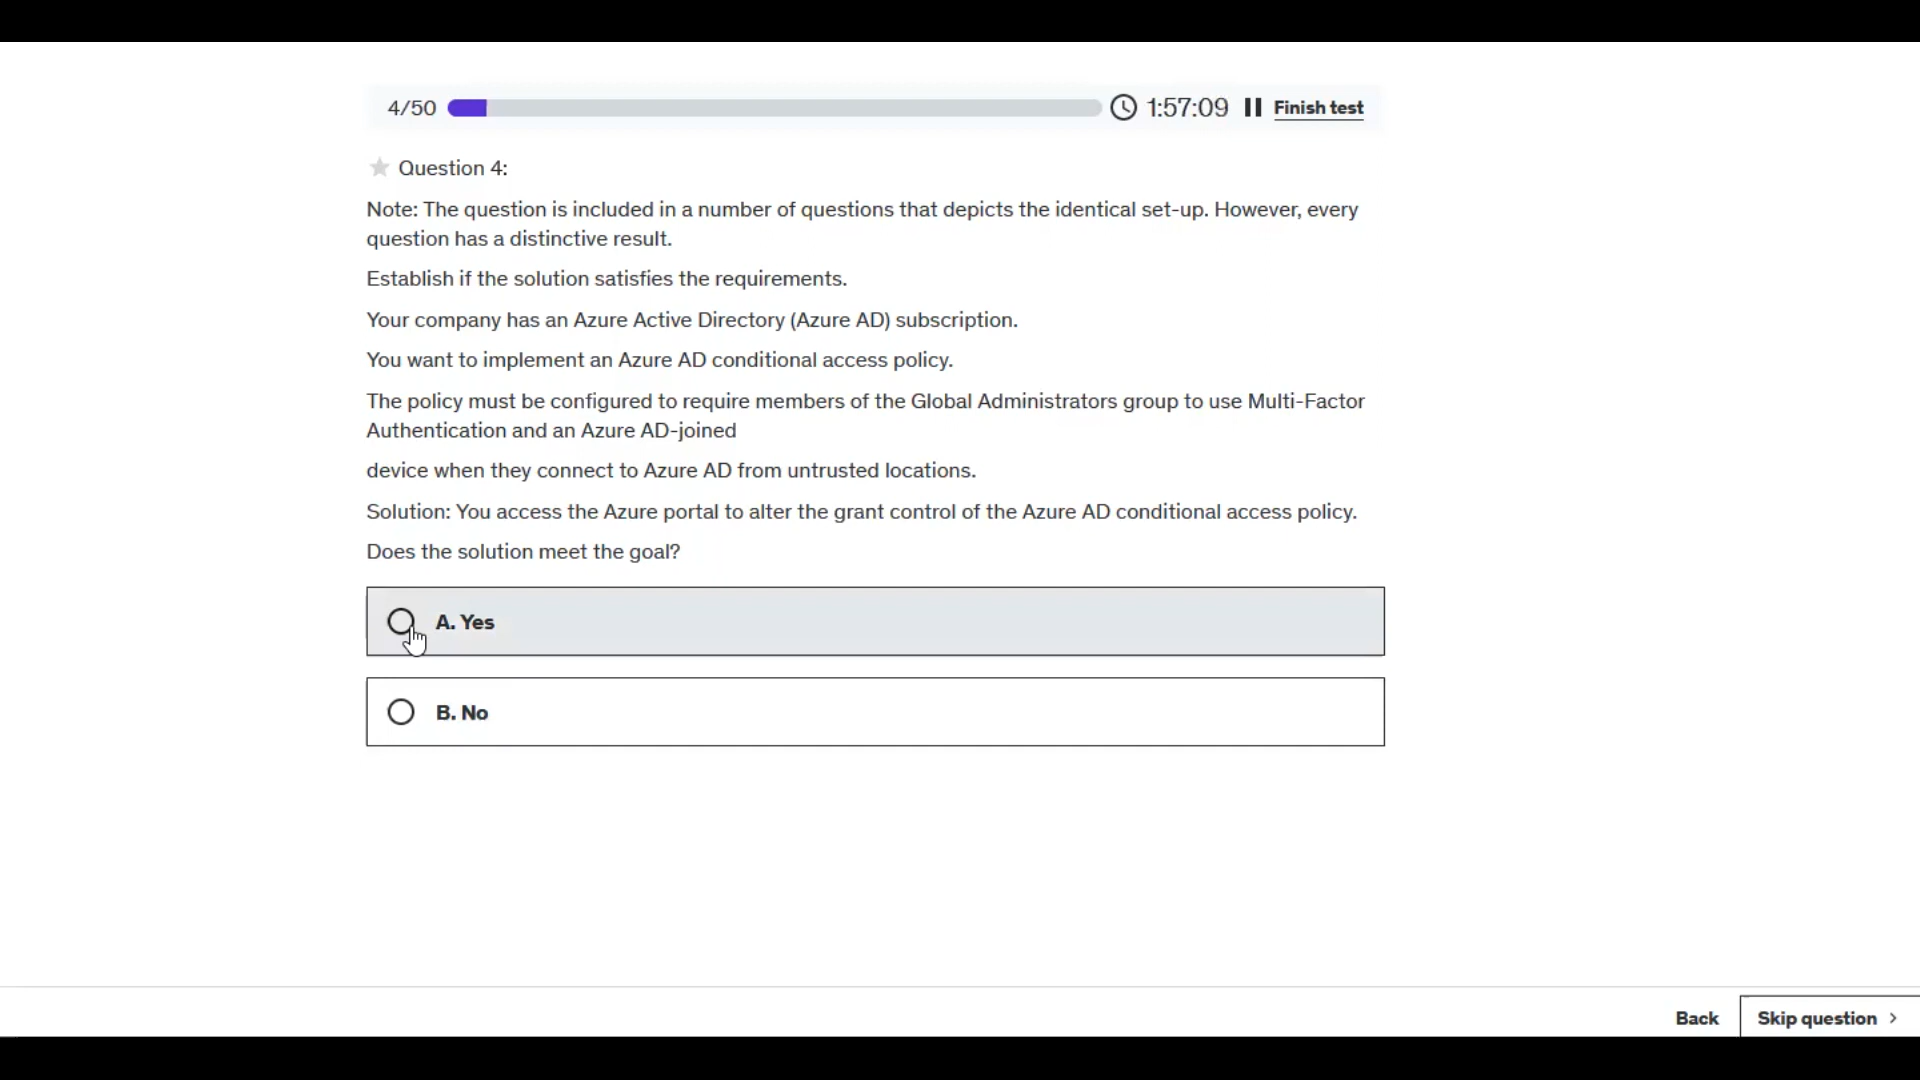 4/50 1:57:09 Finish test
Question 4:
Note: The question is included in a number of questions that depicts the identical set-up. However, every
question has a distinctive result.
Establish if the solution satisfies the requirements.
Your company has an Azure Active Directory (Azure AD) subscription.
You want to implement an Azure AD conditional access policy.
The policy must be configured to require members of the Global Administrators group to use Multi-Factor
Authentication and an Azure AD-joined
device when they connect to Azure AD from untrusted locations.
Solution: You access the Azure portal to alter the grant control of the Azure AD conditional access policy.
Does the solution meet the goal?
A. Yes
B. No
Back Skip question